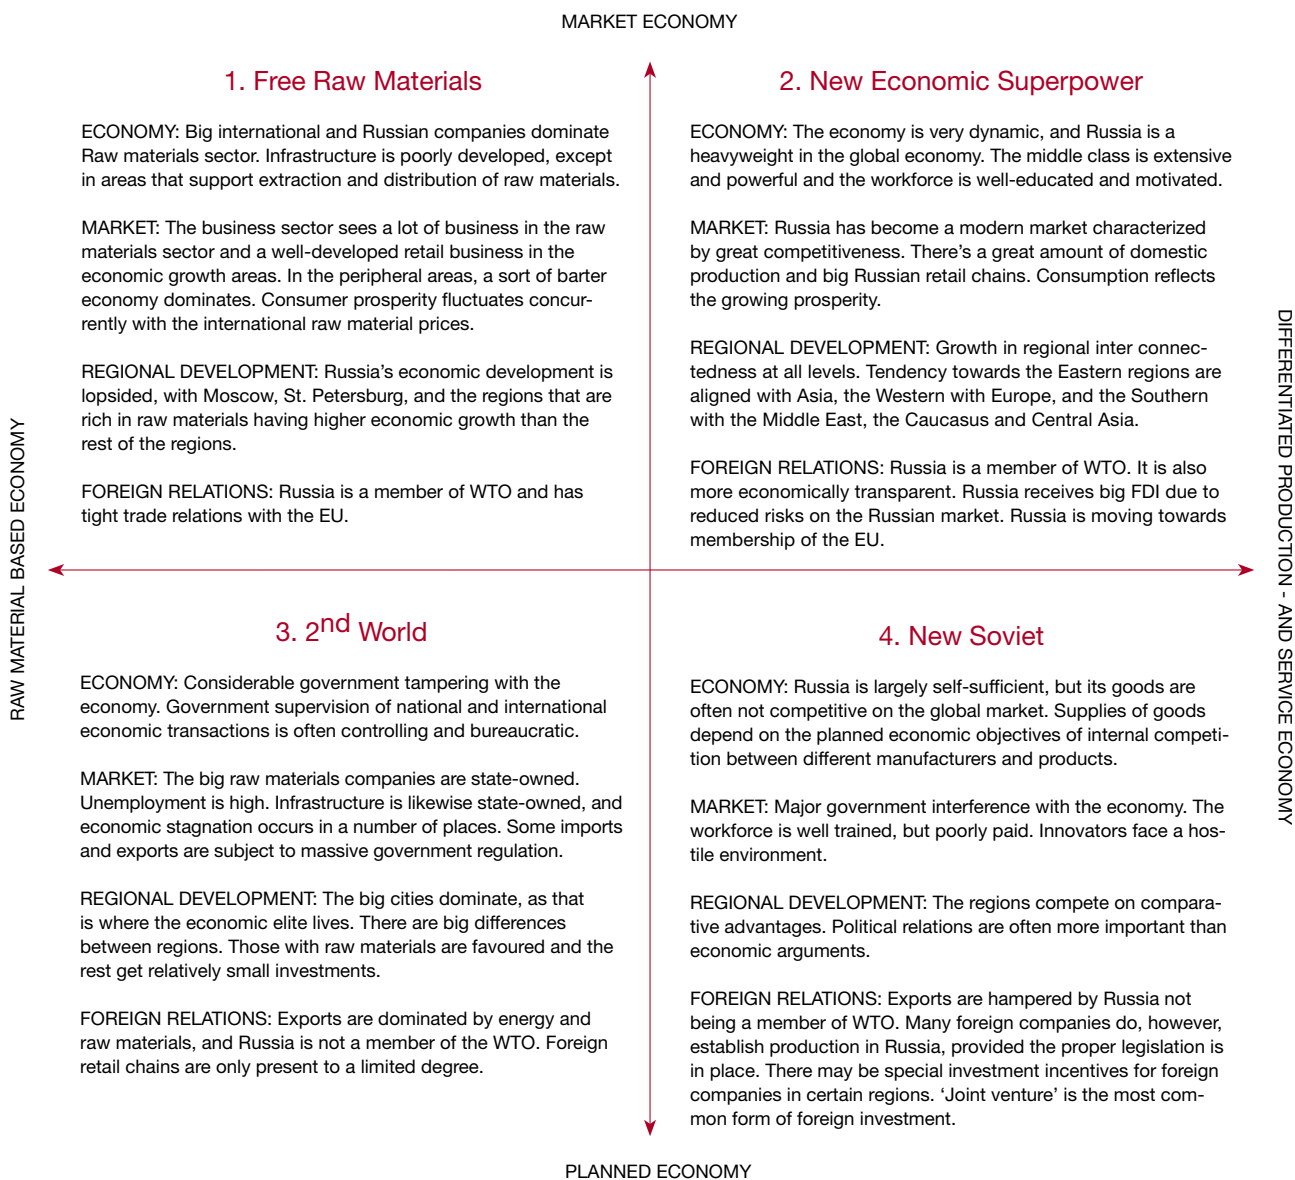 MARKET ECONOMY
1. Free Raw Materials
ECONOMY: Big international and Russian companies dominate
Raw materials sector. Infrastructure is poorly developed, except
in areas that support extraction and distribution of raw materials.
MARKET: The business sector sees a lot of business in the raw
materials sector and a well-developed retail business in the
economic growth areas. In the peripheral areas, a sort of barter
economy dominates. Consumer prosperity fluctuates concur-
rently with the international raw material prices.
REGIONAL DEVELOPMENT: Russia’s economic development is
lopsided, with Moscow, St. Petersburg, and the regions that are
rich in raw materials having higher economic growth than the
rest of the regions.
FOREIGN RELATIONS: Russia is a member of WTO and has
tight trade relations with the EU.
2. New Economic Superpower
ECONOMY: The economy is very dynamic, and Russia is a
heavyweight in the global economy. The middle class is extensive
and powerful and the workforce is well-educated and motivated.
MARKET: Russia has become a modern market characterized
by great competitiveness. There’s a great amount of domestic
production and big Russian retail chains. Consumption reflects
the growing prosperity.
REGIONAL DEVELOPMENT: Growth in regional inter connec-
tedness at all levels. Tendency towards the Eastern regions are
aligned with Asia, the Western with Europe, and the Southern
with the Middle East, the Caucasus and Central Asia.
FOREIGN RELATIONS: Russia is a member of WTO. It is also
more economically transparent. Russia receives big FDI due to
reduced risks on the Russian market. Russia is moving towards
membership of the EU.
RAW MATERIAL BASED ECONOMY
DIFFERENTIATED PRODUCTION - AND SERVICE ECONOMY
3. 2nd World
ECONOMY: Considerable government tampering with the
economy. Government supervision of national and international
economic transactions is often controlling and bureaucratic.
MARKET: The big raw materials companies are state-owned.
Unemployment is high. Infrastructure is likewise state-owned, and
economic stagnation occurs in a number of places. Some imports
and exports are subject to massive government regulation.
REGIONAL DEVELOPMENT: The big cities dominate, as that
is where the economic elite lives. There are big differences
between regions. Those with raw materials are favoured and the
rest get relatively small investments.
FOREIGN RELATIONS: Exports are dominated by energy and
raw materials, and Russia is not a member of the WTO. Foreign
retail chains are only present to a limited degree.
4. New Soviet
ECONOMY: Russia is largely self-sufficient, but its goods are
often not competitive on the global market. Supplies of goods
depend on the planned economic objectives of internal competi-
tion between different manufacturers and products.
MARKET: Major government interference with the economy. The
workforce is well trained, but poorly paid. Innovators face a hos-
tile environment.
REGIONAL DEVELOPMENT: The regions compete on compara-
tive advantages. Political relations are often more important than
economic arguments.
FOREIGN RELATIONS: Exports are hampered by Russia not
being a member of WTO. Many foreign companies do, however,
establish production in Russia, provided the proper legislation is
in place. There may be special investment incentives for foreign
companies in certain regions. ‘Joint venture’ is the most com-
mon form of foreign investment.
PLANNED ECONOMY